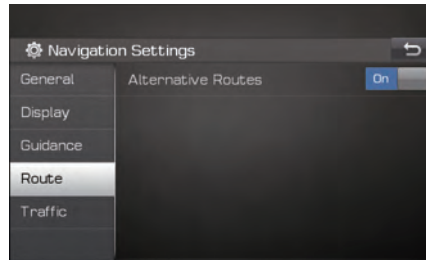 Navigation Settings
General
Alternative Routes
On
Display
Guidance
Route
Traffic